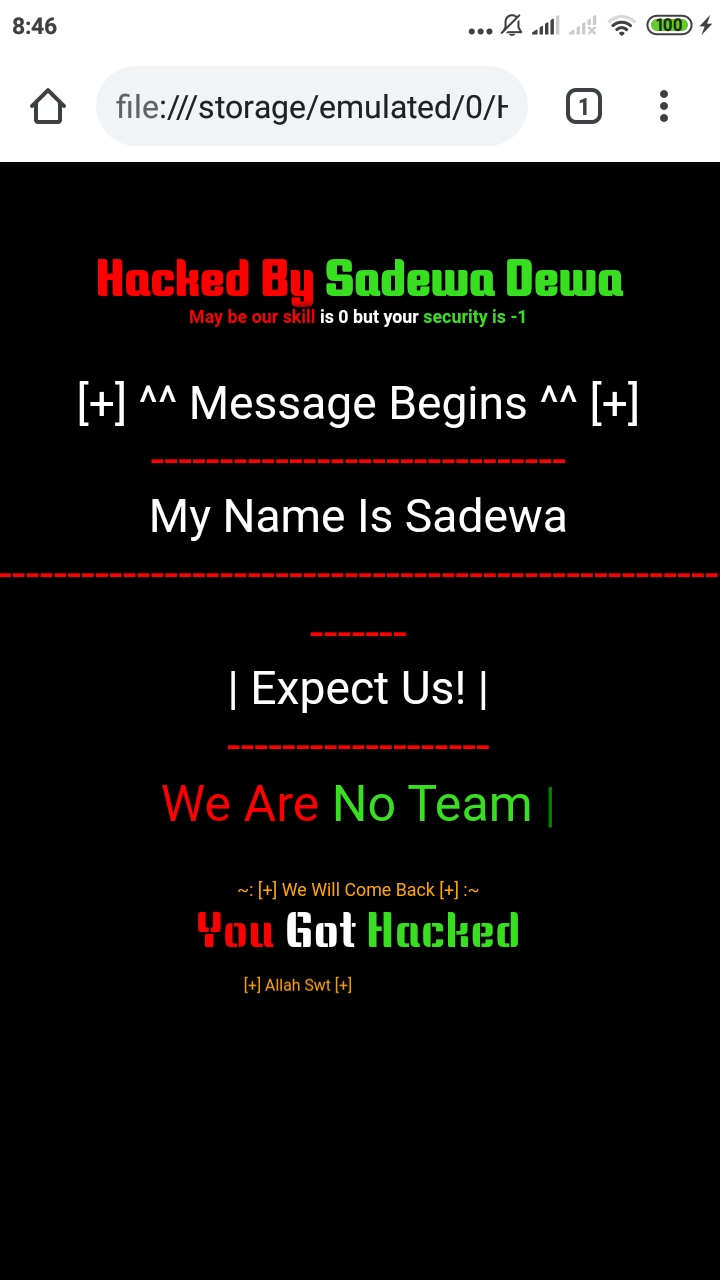 8:46
100
file:///storage/emulated/0/H
1
Hacked By Sadewa Dewa
May be our skill is 0 but your security is -1
[+] ^^ Message Begins ^^ [+]
------------------------------
My Name Is Sadewa
----------------------------------------------------
-------
| Expect Us! |
-------------------
We Are No Team |
~: [+] We Will Come Back [+] :~
You Got Hacked
[+] Allah Swt [+]